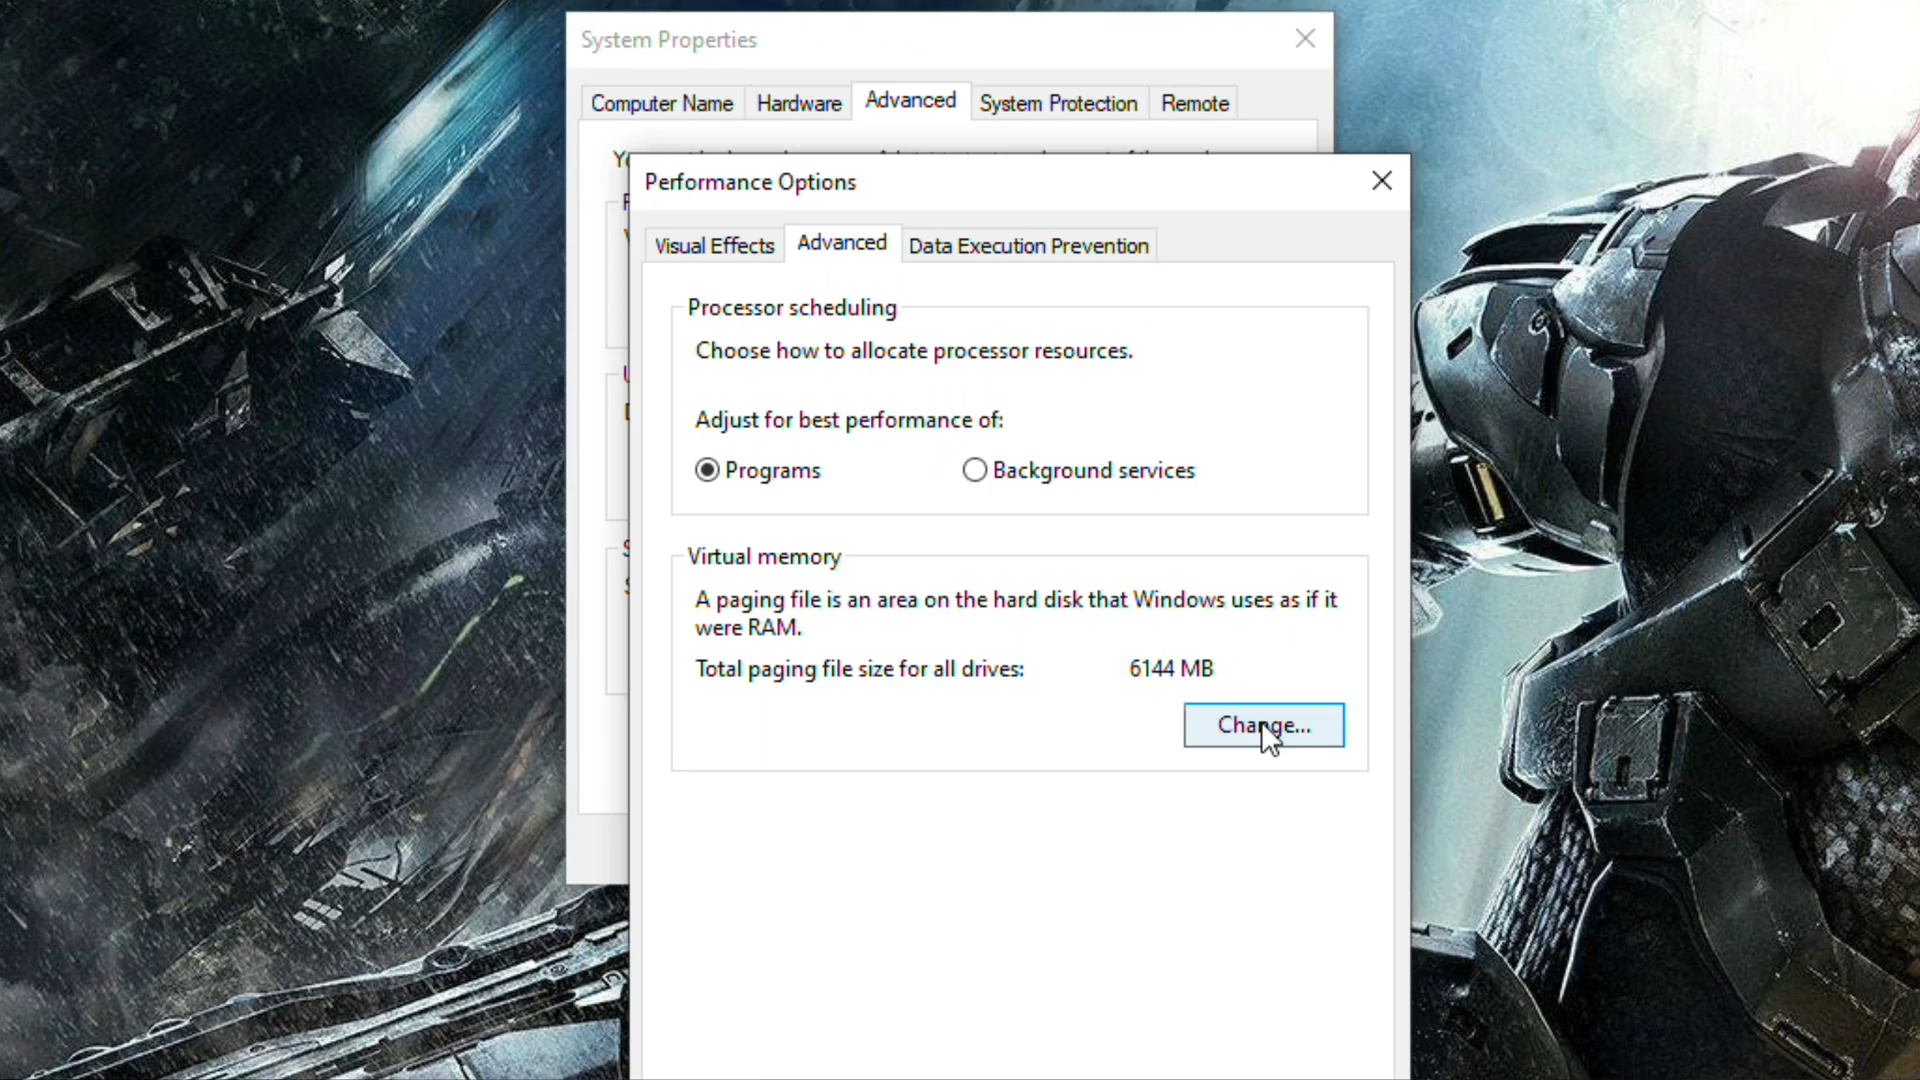 System Properties
Computer Name Hardware Advanced System Protection Remote
Performance Options
Visual Effects Advanced Data Execution Prevention
Processor scheduling
Choose how to allocate processor resources.
Adjust for best performance of:
Programs Background services
Virtual memory
A paging file is an area on the hard disk that Windows uses as if it
were RAM.
Total paging file size for all drives: 6144 MB
Change...